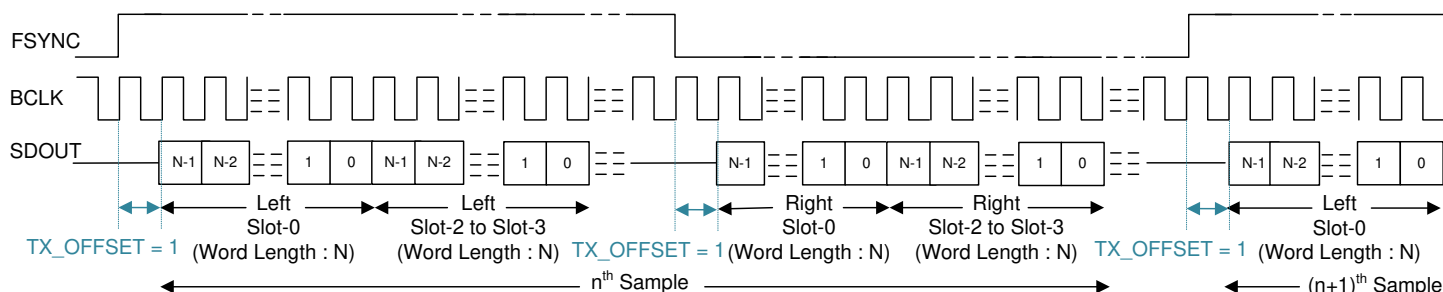 FSYNC
BCLK
SDOUT
N-1 N-2 1 0 N-1 N-2 1 0 N-1 1 0 N-1 N-2 1 0 N-1 N-2 1 0
Left Left Right Right Left
Slot-0 Slot-2 to Slot-3 Slot-0 Slot-2 to Slot-3 Slot-0
TX_OFFSET = 1 (Word Length : N) (Word Length : N) TX_OFFSET = 1 (Word Length : N) (Word Length : N) TX_OFFSET = 1 (Word Length : N)
nth Sample (n+1)th Sample